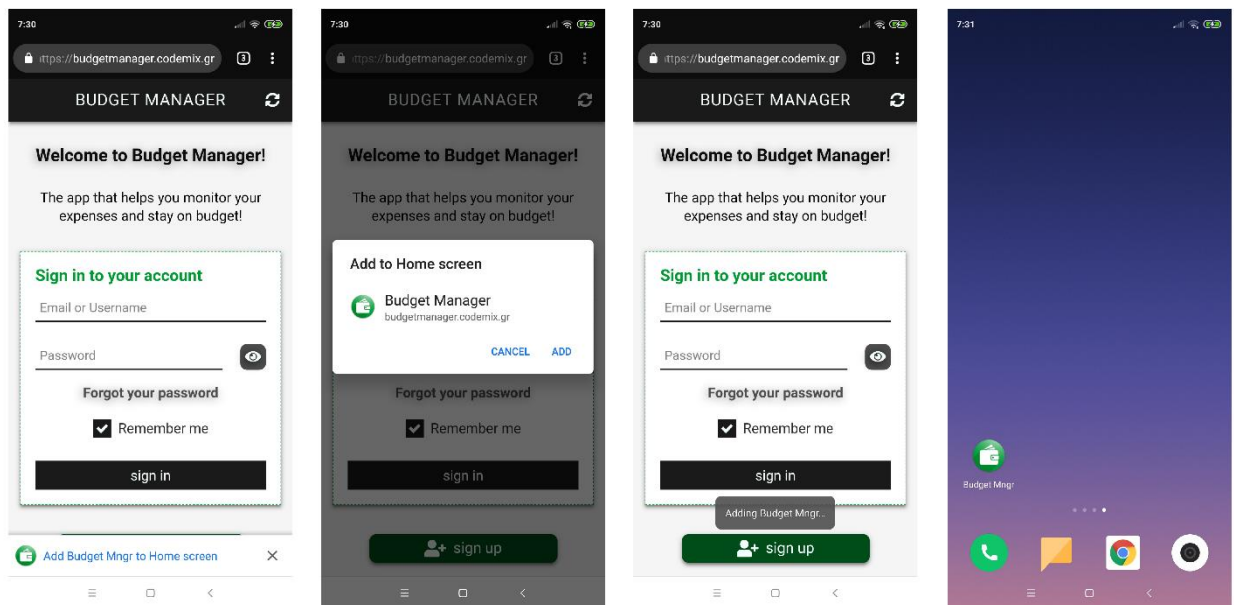 7:30
ttps://budgetmanager.codemix.gr
3
BUDGET MANAGER
Welcome to Budget Manager!
The app that helps you monitor your
expenses and stay on budget!
Sign in to your account
Email or Username
Password
Forgot your password
Remember me
sign in
Add Budget Mngr to Home screen
7:30
ttps://budgetmanager.codemix.gr
3
BUDGET MANAGER
Welcome to Budget Manager!
The app that helps you monitor your
expenses and stay on budget!
Add to Home screen
Budget Manager
budgetmanager.codemix.gr
CANCEL ADD
Forgot your password
Remember me
sign in
sign up
7:30
ttps://budgetmanager.codemix.gr
3
BUDGET MANAGER
Welcome to Budget Manager!
The app that helps you monitor your
expenses and stay on budget!
Sign in to your account
Email or Username
Password
Forgot your password
Remember me
sign in
Adding Budget Mngr...
sign up
7:31
Budget Mngr